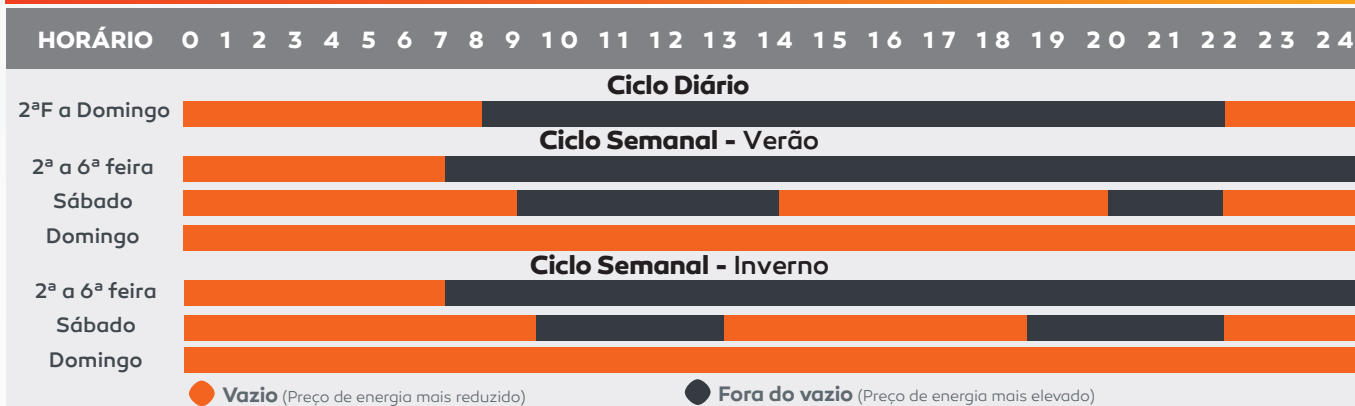 HORÁRIO 0 1 2 3 4 5 6 7 8 9 10 11 12 13 14 15 16 17 18 19 20 21 22 23 24
Ciclo Diário
2ªF a Domingo
Ciclo Semanal - Verão
2ª a 6ª feira
Sábado
Domingo
Ciclo Semanal - Inverno
2ª a 6ª feira
Sábado
Domingo
Vazio (Preço de energia mais reduzido) Fora do vazio (Preço de energia mais elevado)